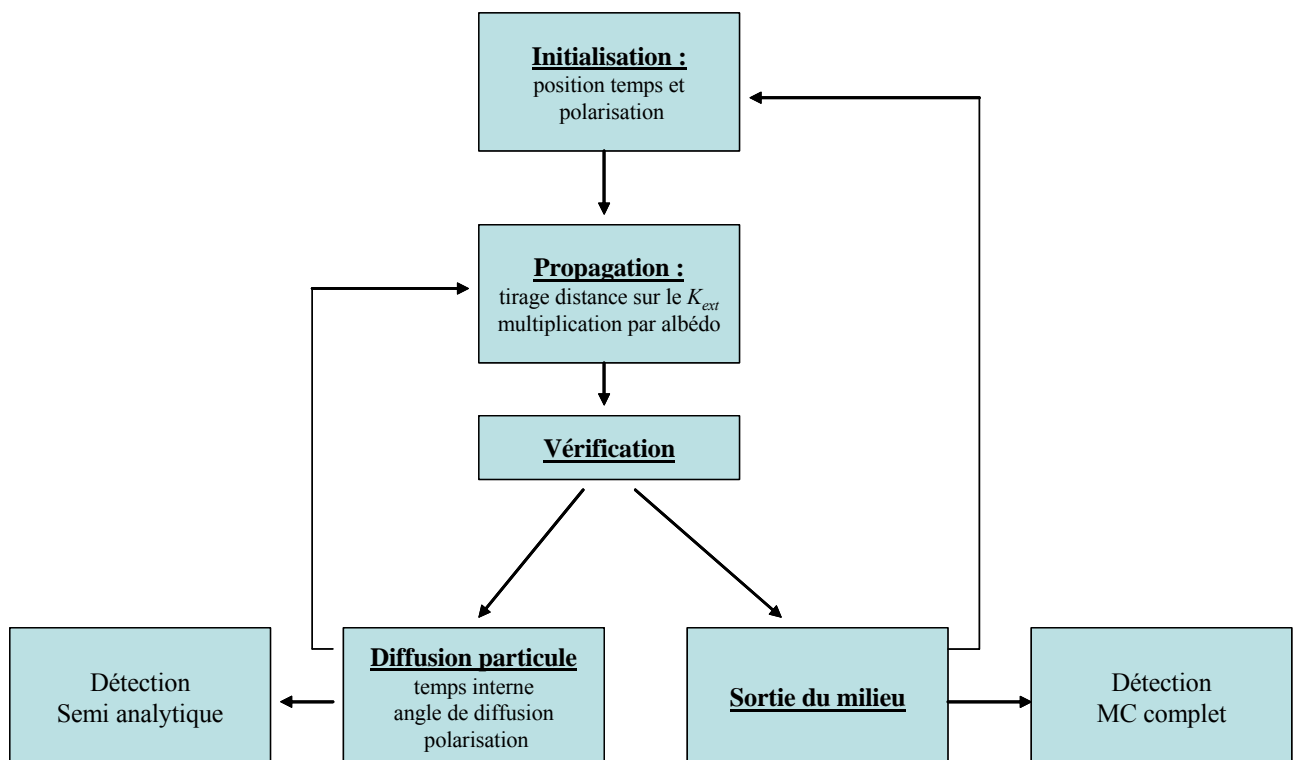 Initialisation :
position temps et
polarisation
Propagation :
tirage distance sur le K_ext
multiplication par albédo
Vérification
Détection
Semi analytique
Diffusion particule
temps interne
angle de diffusion
polarisation
Sortie du milieu
Détection
MC complet